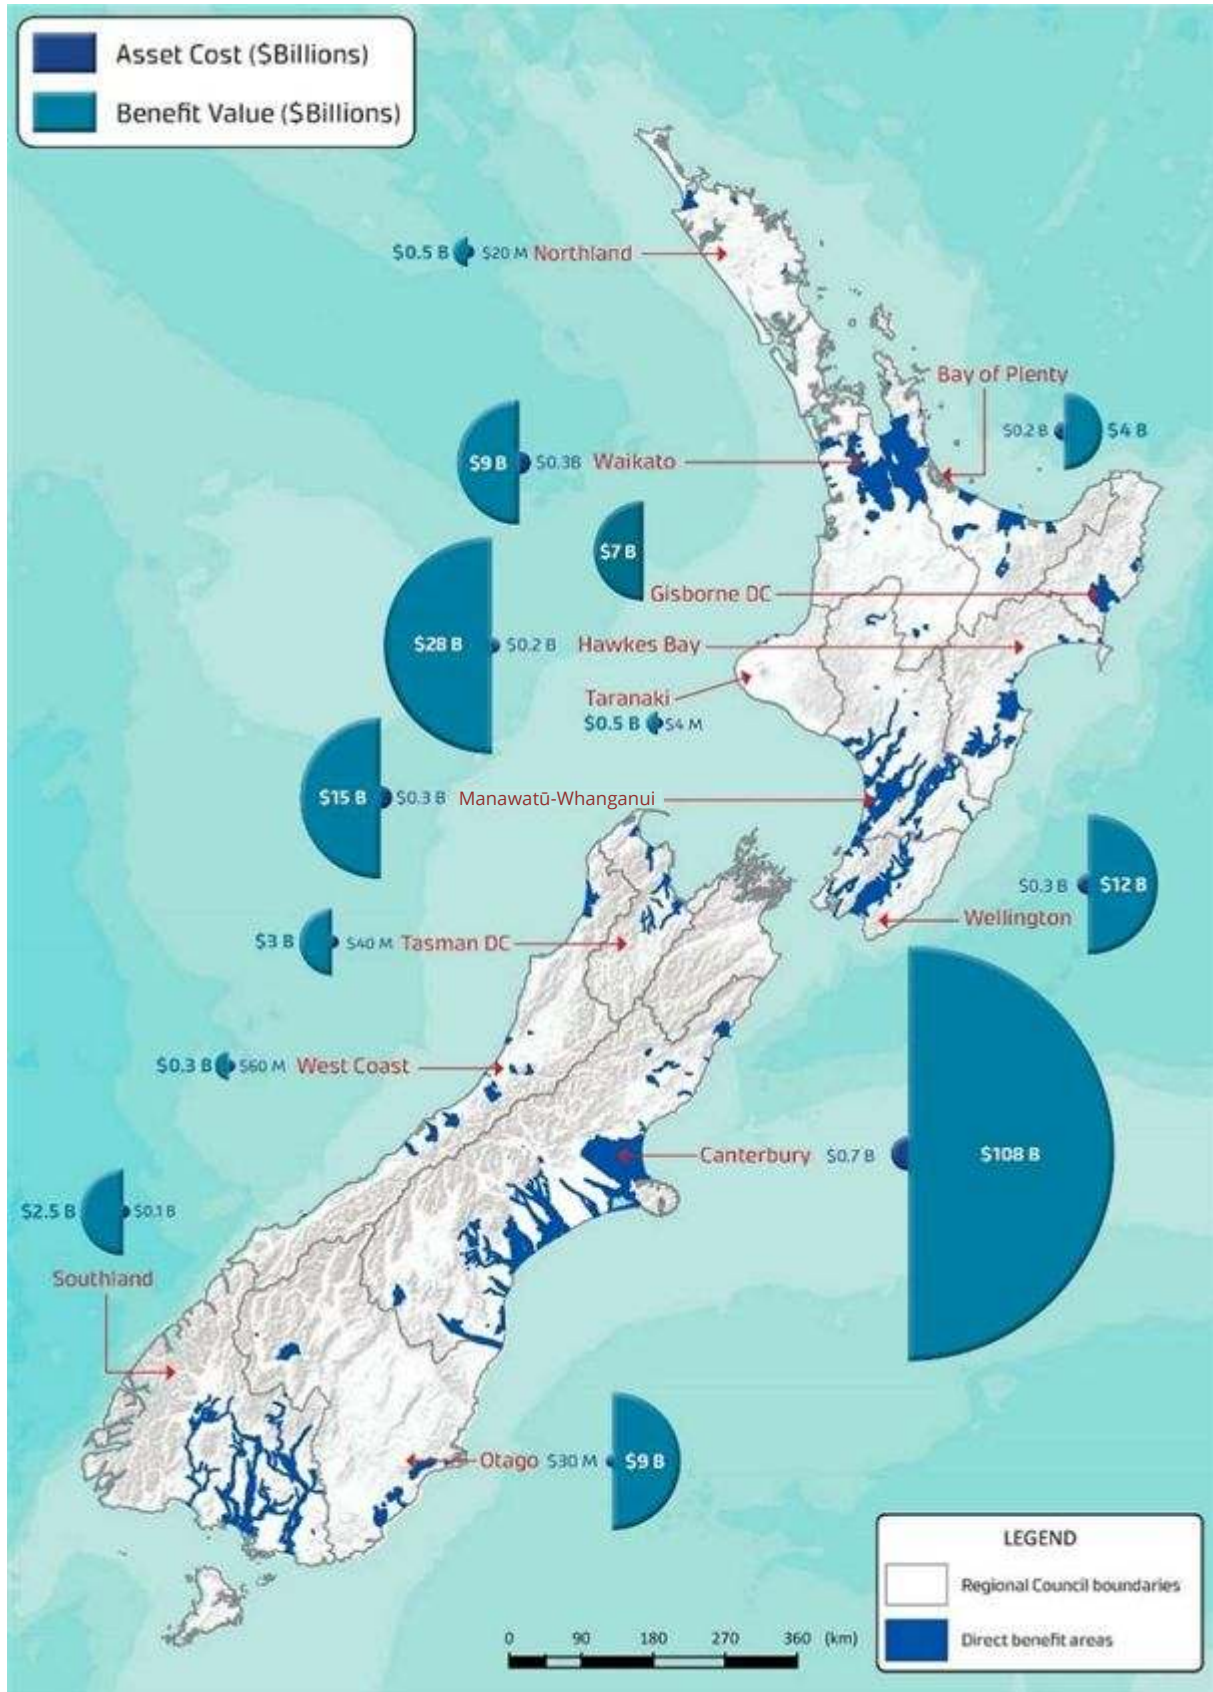 Asset Cost ($Billions)
Benefit Value ($Billions)
$0.5 B $20 M Northland
Bay of Plenty
$0.2 B $4 B
$9 B $0.3B Waikato
$7 B
Gisborne DC
$28 B $0.2 B Hawkes Bay
Taranaki
$0.5 B $4 M
$15 B $0.3 B Manawatū-Whanganui
$0.3 B $12 B
Wellington
$3 B $40 M Tasman DC
$0.3 B $60 M West Coast
Canterbury $0.7 B $108 B
$2.5 B $0.1 B
Southland
Otago $30 M $9 B
LEGEND
Regional Council boundaries
Direct benefit areas
0 90 180 270 360 (km)